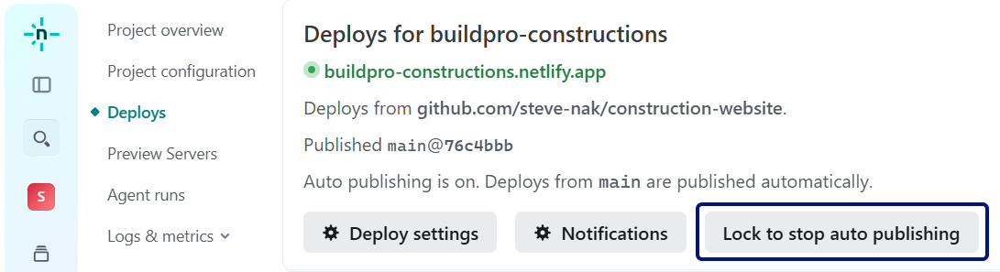 n
Project overview
Project configuration
Deploys
Preview Servers
S
Agent runs
Logs & metrics
Deploys for buildpro-constructions
buildpro-constructions.netlify.app
Deploys from github.com/steve-nak/construction-website.
Published main@76c4bbb
Auto publishing is on. Deploys from main are published automatically.
Deploy settings
Notifications
Lock to stop auto publishing